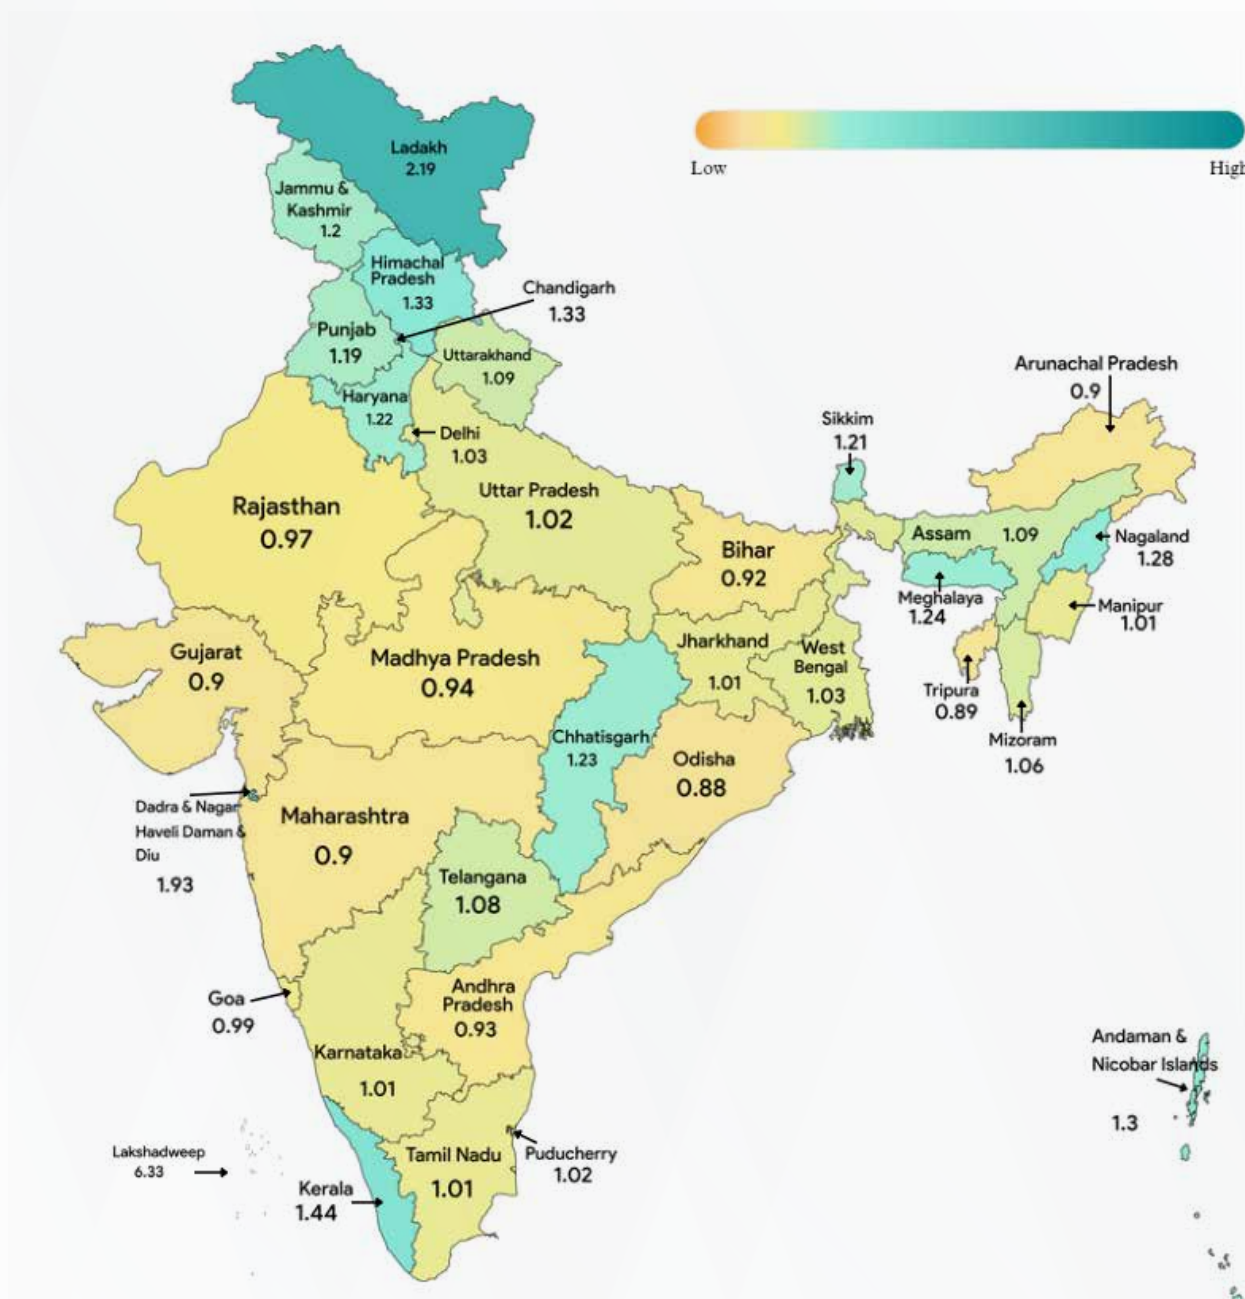 Low
High
Ladakh
2.19
Jammu &
Kashmir
1.2
Himachal
Pradesh
1.33
Chandigarh
1.33
Punjab
1.19
Uttarakhand
1.09
Haryana
1.22
Delhi
1.03
Arunachal Pradesh
0.9
Sikkim
1.21
Rajasthan
0.97
Uttar Pradesh
1.02
Bihar
0.92
Assam 1.09
Nagaland
1.28
Meghalaya
1.24
Manipur
1.01
Gujarat
0.9
Madhya Pradesh
0.94
Jharkhand
1.01
West
Bengal
1.03
Tripura
0.89
Mizoram
1.06
Chhatisgarh
1.23
Odisha
0.88
Dadra & Nagar
Haveli Daman &
Diu
1.93
Maharashtra
0.9
Telangana
1.08
Goa
0.99
Andhra
Pradesh
0.93
Karnataka
1.01
Andaman &
Nicobar Islands
1.3
Lakshadweep
6.33
Kerala
1.44
Tamil Nadu
1.01
Puducherry
1.02